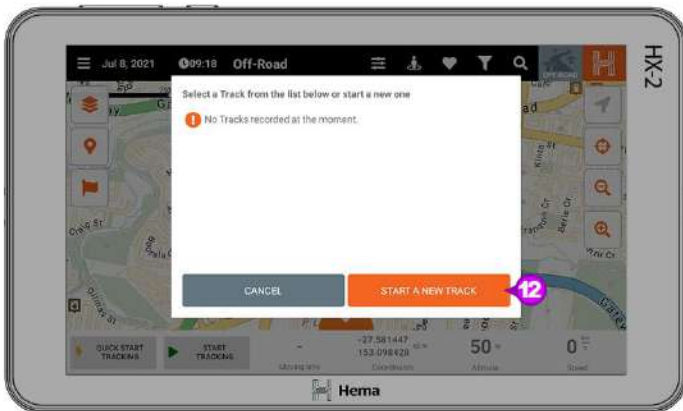 HX-2
Jul 8, 2021
09:18
Off-Road
OFF ROAD
Select a Track from the list below or start a new one
No Tracks recorded at the moment.
CANCEL
START A NEW TRACK
12
QUICK START
TRACKING
START
TRACKING
-
Moving time
-27.581447
153.098428
Coordinates
50
Altitude
0
Speed
Hema